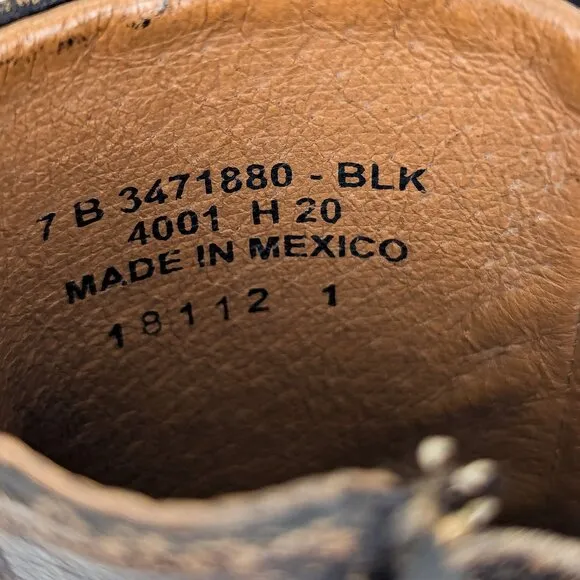 7 B 3471880 - BLK
4001 H 20
MADE IN MEXICO
18112 1